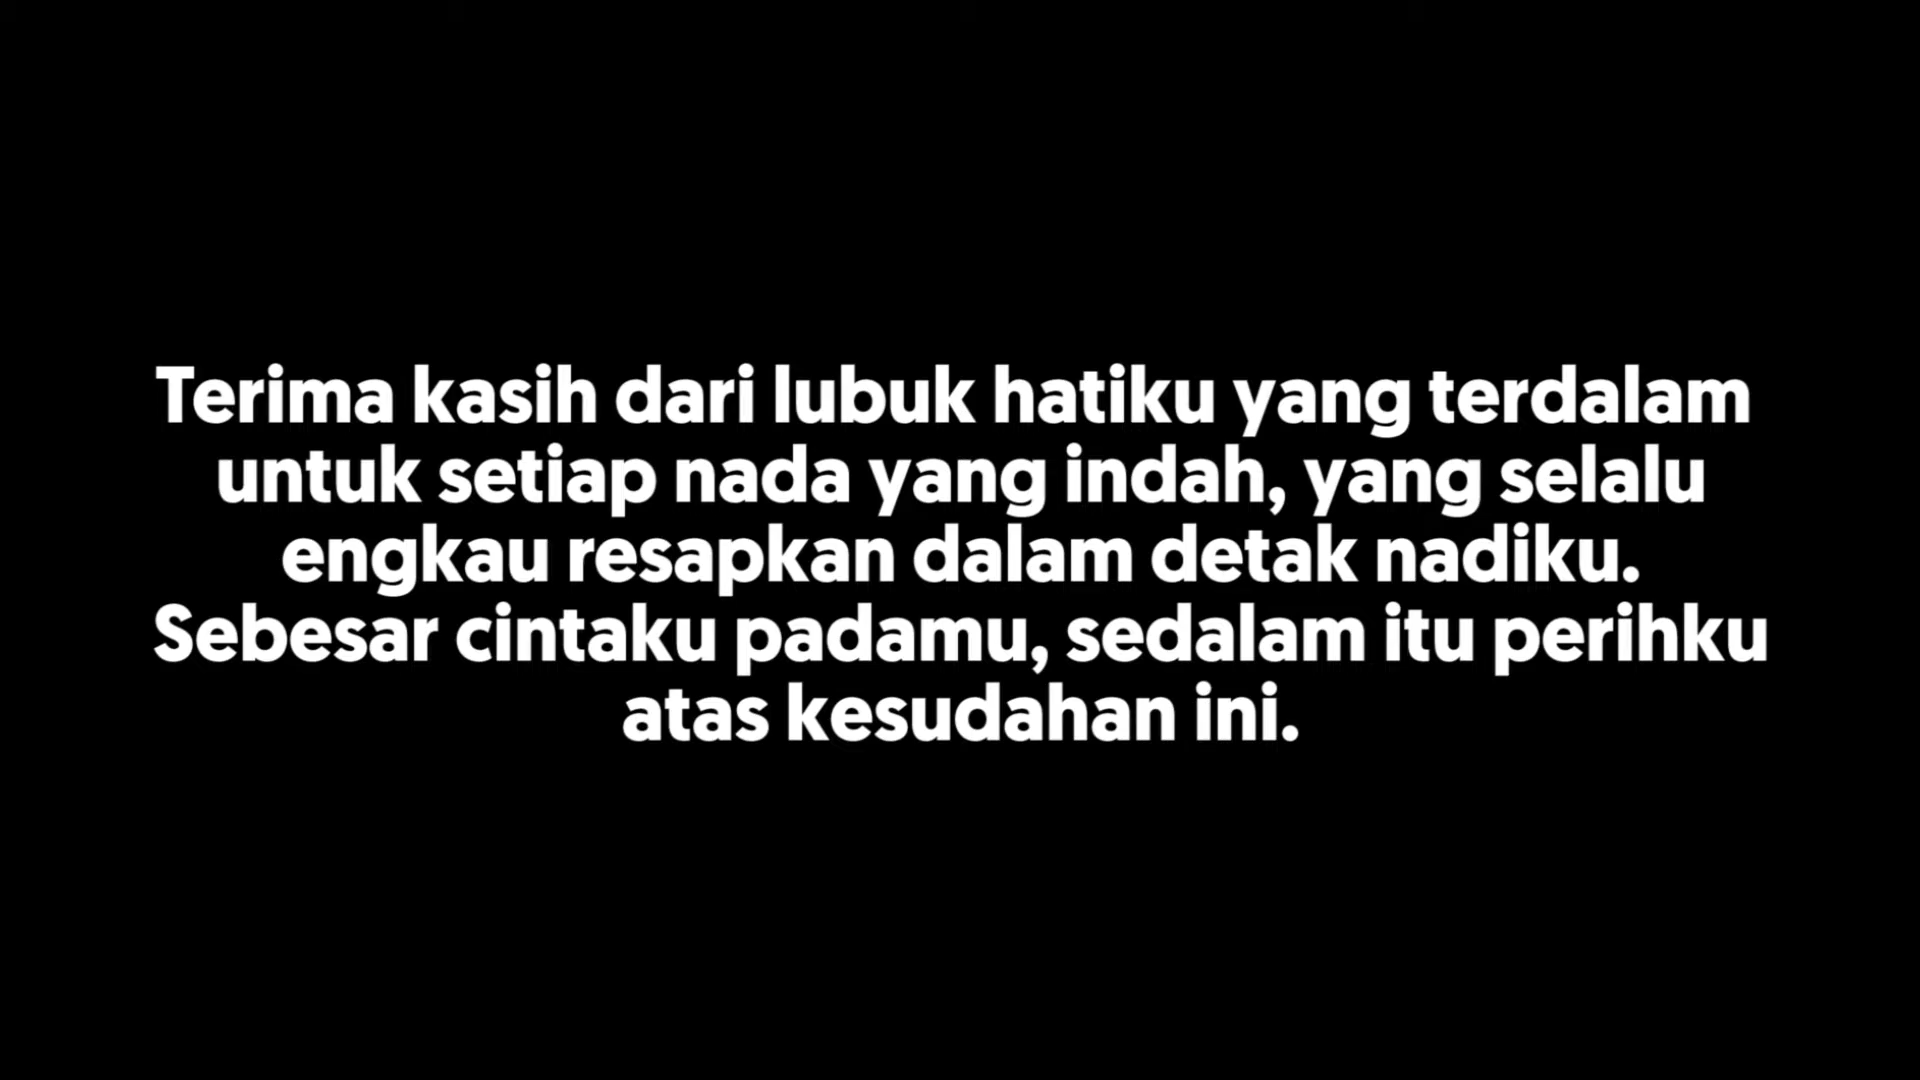 Terima kasih dari lubuk hatiku yang terdalam
untuk setiap nada yang indah, yang selalu
engkau resapkan dalam detak nadiku.
Sebesar cintaku padamu, sedalam itu perihku
atas kesudahan ini.